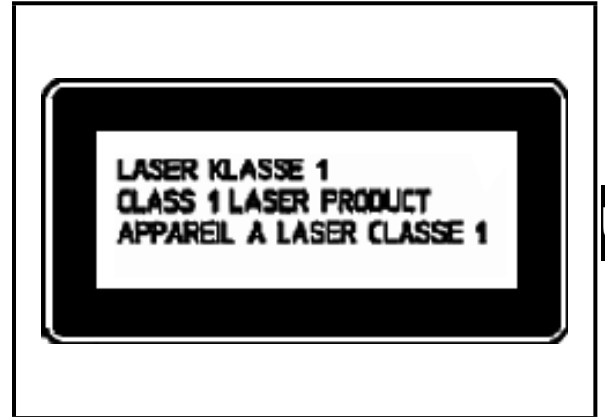 LASER KLASSE 1
CLASS 1 LASER PRODUCT
APPAREIL A LASER CLASSE 1